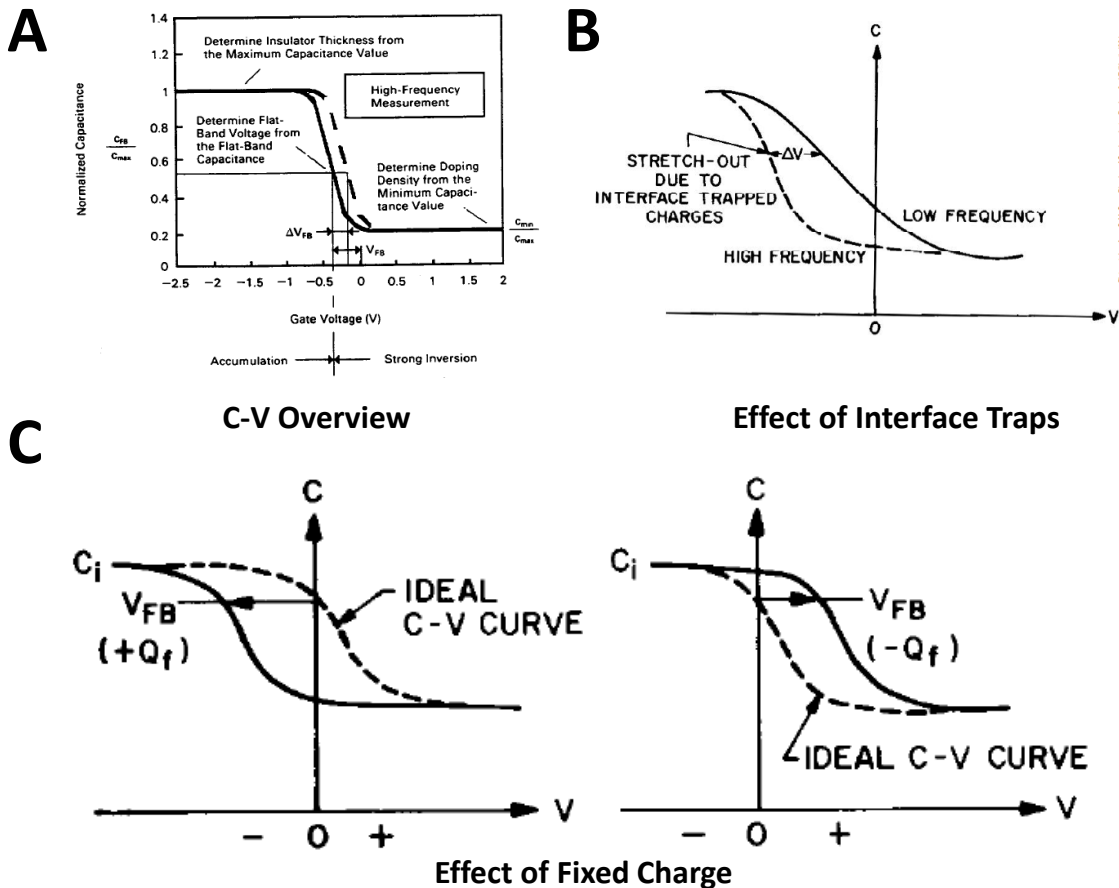 A
1.4
1.2
1
0.8
0.6
0.4
0.2
0
Normalized Capacitance
C_FB
C_max
Determine Insulator Thickness from
the Maximum Capacitance Value
High-Frequency
Measurement
Determine Flat-
Band Voltage from
the Flat-Band
Capacitance
Determine Doping
Density from the
Minimum Capaci-
tance Value
C_min
C_max
ΔV_FB
V_FB
−2.5 −2 −1.5 −1 −0.5 0 0.5 1 1.5 2
Gate Voltage (V)
Accumulation Strong Inversion
C-V Overview
B
C
ΔV
STRETCH-OUT
DUE TO
INTERFACE TRAPPED
CHARGES
LOW FREQUENCY
HIGH FREQUENCY
V
O
Effect of Interface Traps
C
C
C_i
V_FB
(+Q_f)
IDEAL
C-V CURVE
V
− O +
C
C_i
V_FB
(-Q_f)
IDEAL C-V CURVE
V
− O +
Effect of Fixed Charge